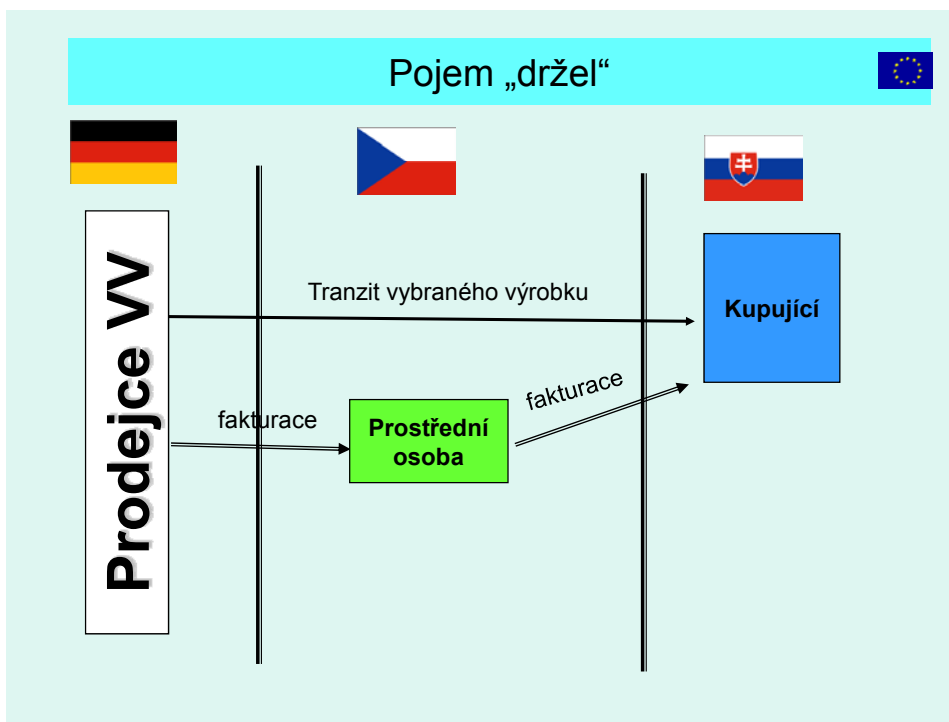 Pojem „držel“
Prodejce VV
Tranzit vybraného výrobku
Kupující
fakturace
Prostřední
osoba
fakturace